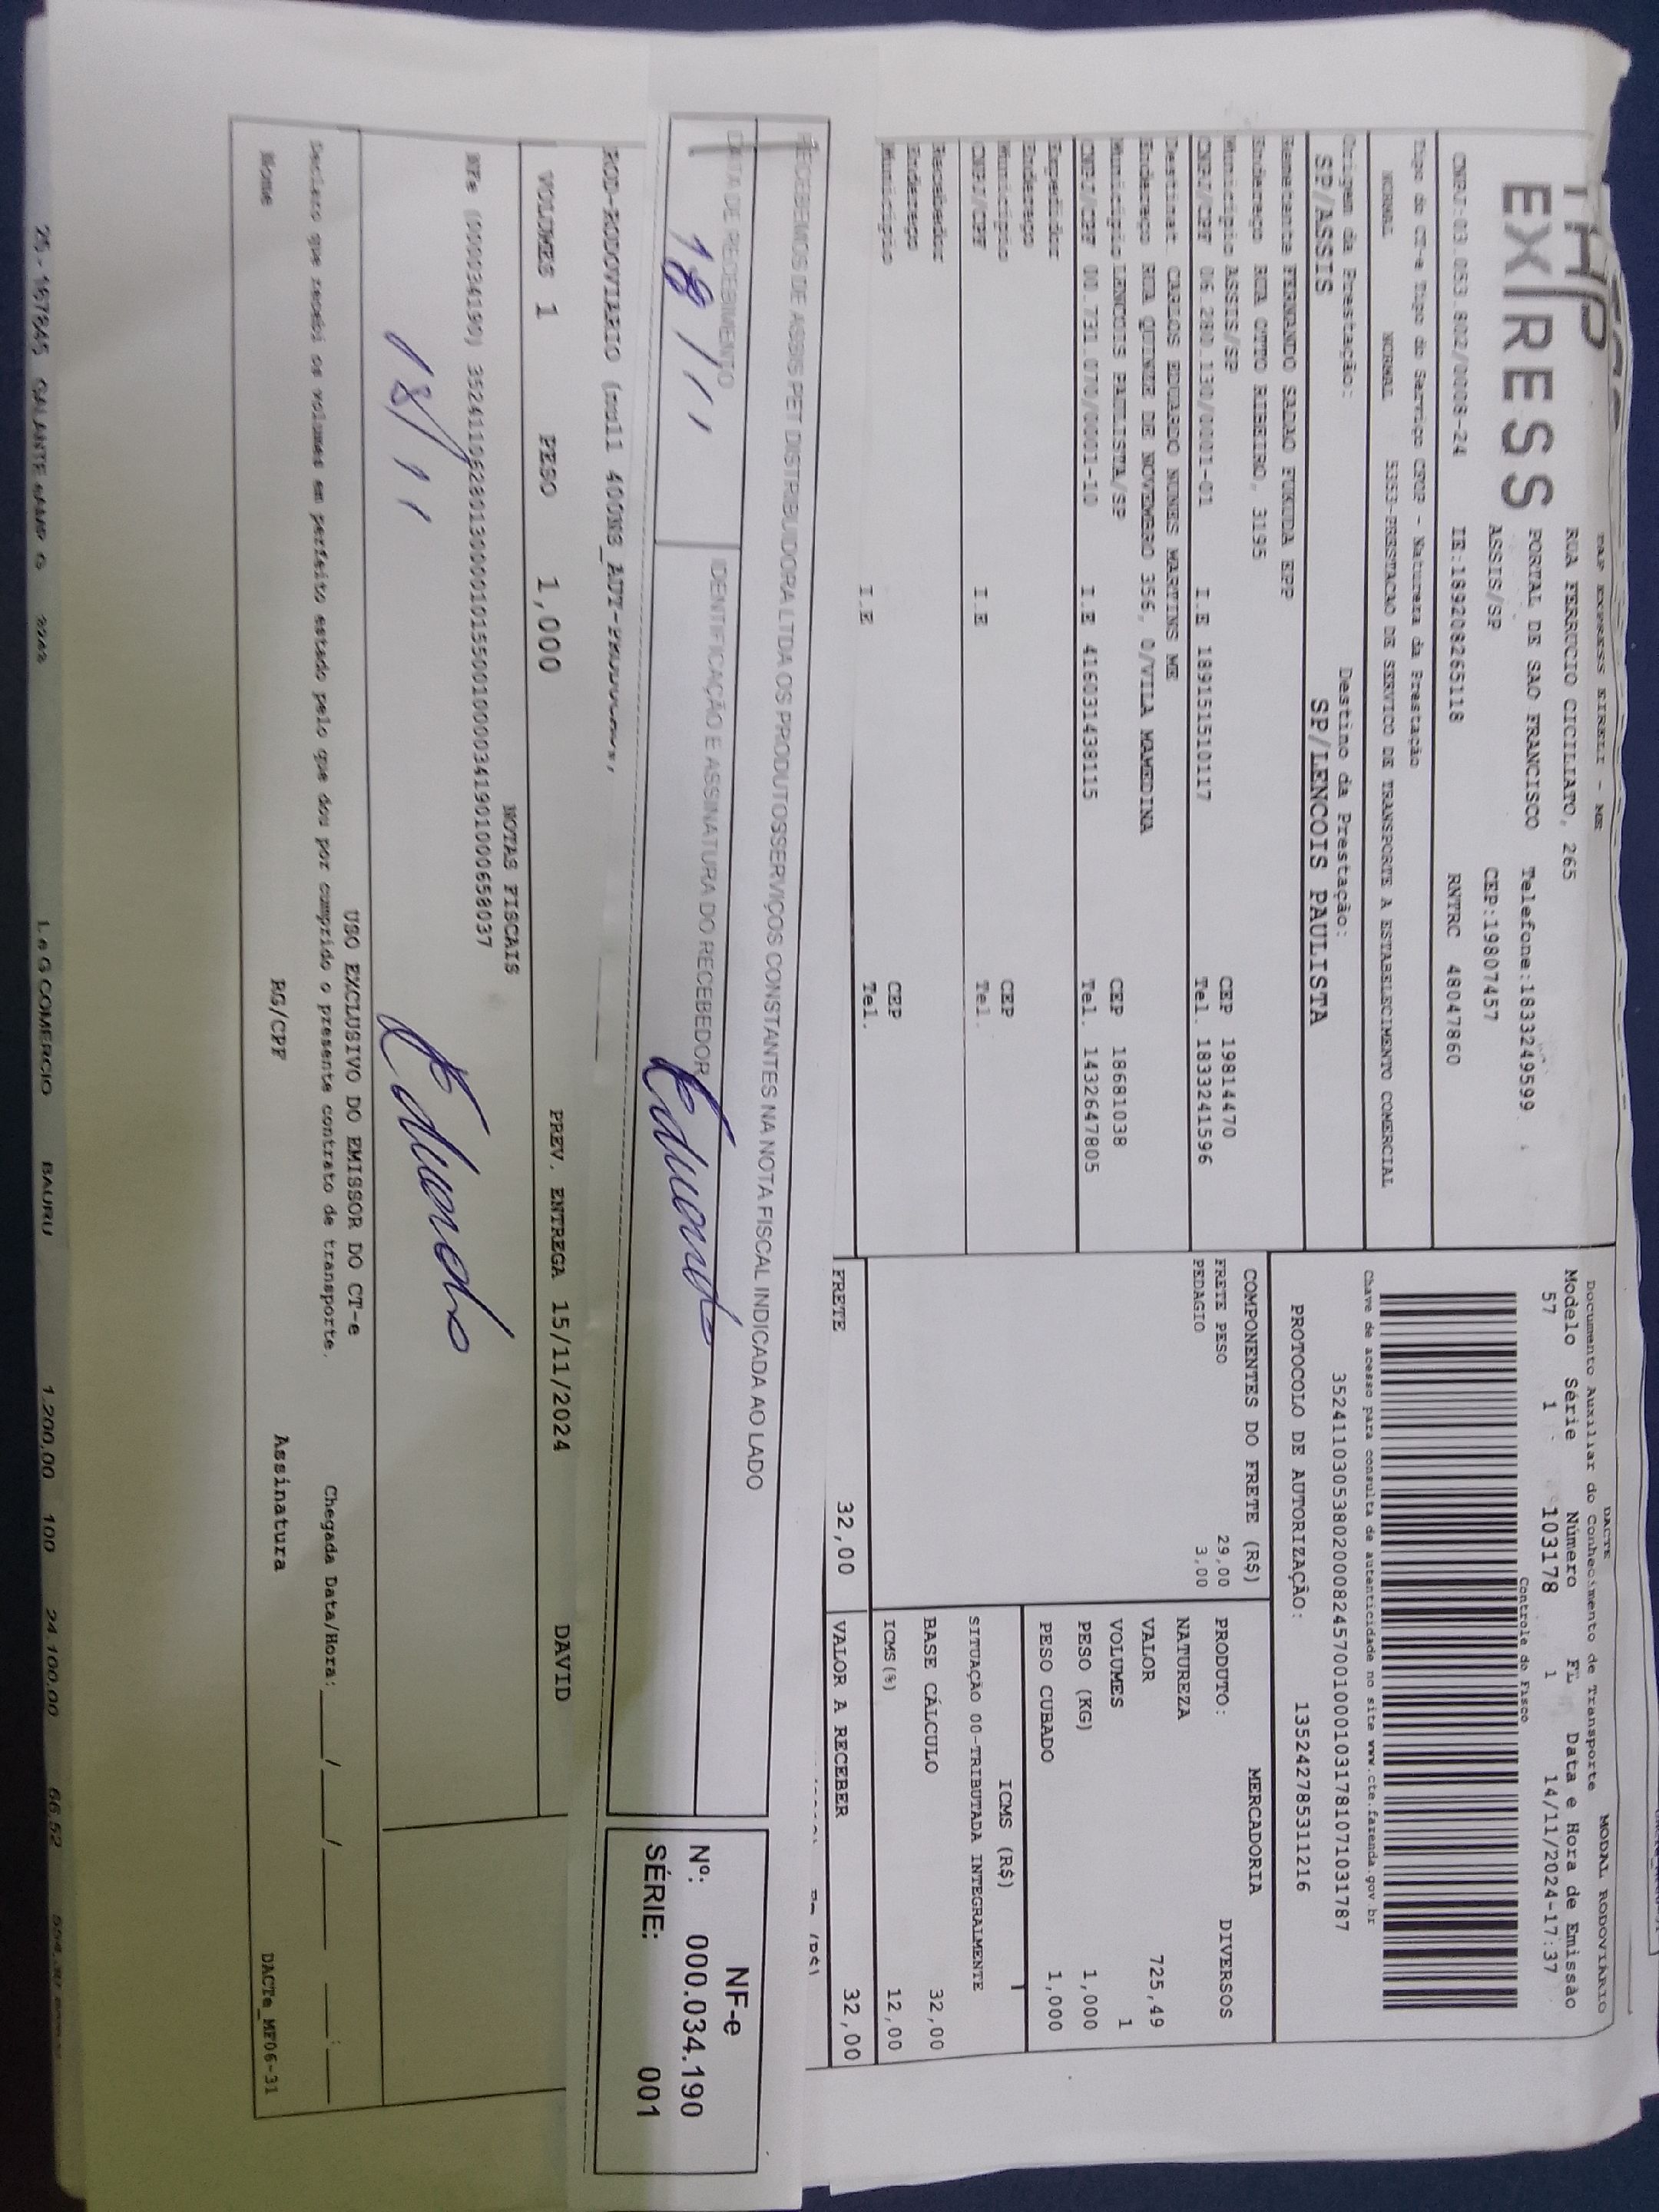 THP
EXPRESS
TAP EXPRESS EIRELI - ME
RUA FERRUCIO CICILIATO, 265
PORTAL DE SAO FRANCISCO Telefone:1833249599
ASSIS/SP CEP:19807457
CNPJ:03.053.802/0008-24 IE:189208265118 RNTRC 48047860
DACTE MODAL RODOVIÁRIO
Documento Auxiliar do Conhecimento de Transporte
Modelo Série Número FL Data e Hora de Emissão
57 1 103178 1 14/11/2024-17:37
Controle do Fisco
Chave de acesso para consulta de autenticidade no site www.cte.fazenda.gov.br
35241103053802000824570010001031781071031787
PROTOCOLO DE AUTORIZAÇÃO: 135242785311216
Tipo do CT-e Tipo do Serviço CFOP - Natureza da Prestação
NORMAL NORMAL 5353-PRESTACAO DE SERVICO DE TRANSPORTE A ESTABELECIMENTO COMERCIAL
Origem da Prestação: Destino da Prestação:
SP/ASSIS SP/LENCOIS PAULISTA
Remetente FERNANDO SADAO FUKUDA EPP
Endereço RUA OTTO RIBEIRO, 3195
Município ASSIS/SP CEP 19814470
CNPJ/CPF 06.280.130/0001-01 I.E 189151510117 Tel. 1833241596
Destinat CARLOS EDUARDO NUNES MARTINS ME
Endereço RUA QUINZE DE NOVEMBRO 356, 0/VILA MAMEDINA
Município LENCOIS PAULISTA/SP CEP 18681038
CNPJ/CPF 00.731.070/0001-10 I.E 416031438115 Tel. 1432647805
Expedidor
Endereço
Município CEP
CNPJ/CPF I.E Tel.
Recebedor
Endereço CEP
Município I.E Tel.
COMPONENTES DO FRETE (R$)
FRETE PESO 29,00
PEDAGIO 3,00
FRETE 32,00
MERCADORIA
PRODUTO: DIVERSOS
NATUREZA
VALOR 725,49
VOLUMES 1
PESO (KG) 1,000
PESO CUBADO 1,000
ICMS (R$)
SITUAÇÃO 00-TRIBUTADA INTEGRALMENTE
BASE CÁLCULO 32,00
ICMS(%) 12,00
VALOR A RECEBER 32,00
RECEBEMOS DE ASSIS PET DISTRIBUIDORA LTDA OS PRODUTOSSERVIÇOS CONSTANTES NA NOTA FISCAL INDICADA AO LADO
DATA DE RECEBIMENTO IDENTIFICAÇÃO E ASSINATURA DO RECEBEDOR
18/11 Eduardo
NF-e
Nº: 000.034.190
SÉRIE: 001
VOLUMES 1 PESO 1,000 PREV. ENTREGA 15/11/2024 DAVID
NOTAS FISCAIS
NFe (000034190) 35241106280130000101550010000341901000658037
18/11 Eduardo
USO EXCLUSIVO DO EMISSOR DO CT-e
Declaro que recebi os volumes em perfeito estado pelo que dou por cumprido o presente contrato de transporte. Chegada Data/Hora: ____/____/____ ___:___
Nome RG/CPF Assinatura DACTe_MF06-31
25-167845 GALANTE L e G COMERCIO BAURU 1.200,00 100 24.100,00 66,52